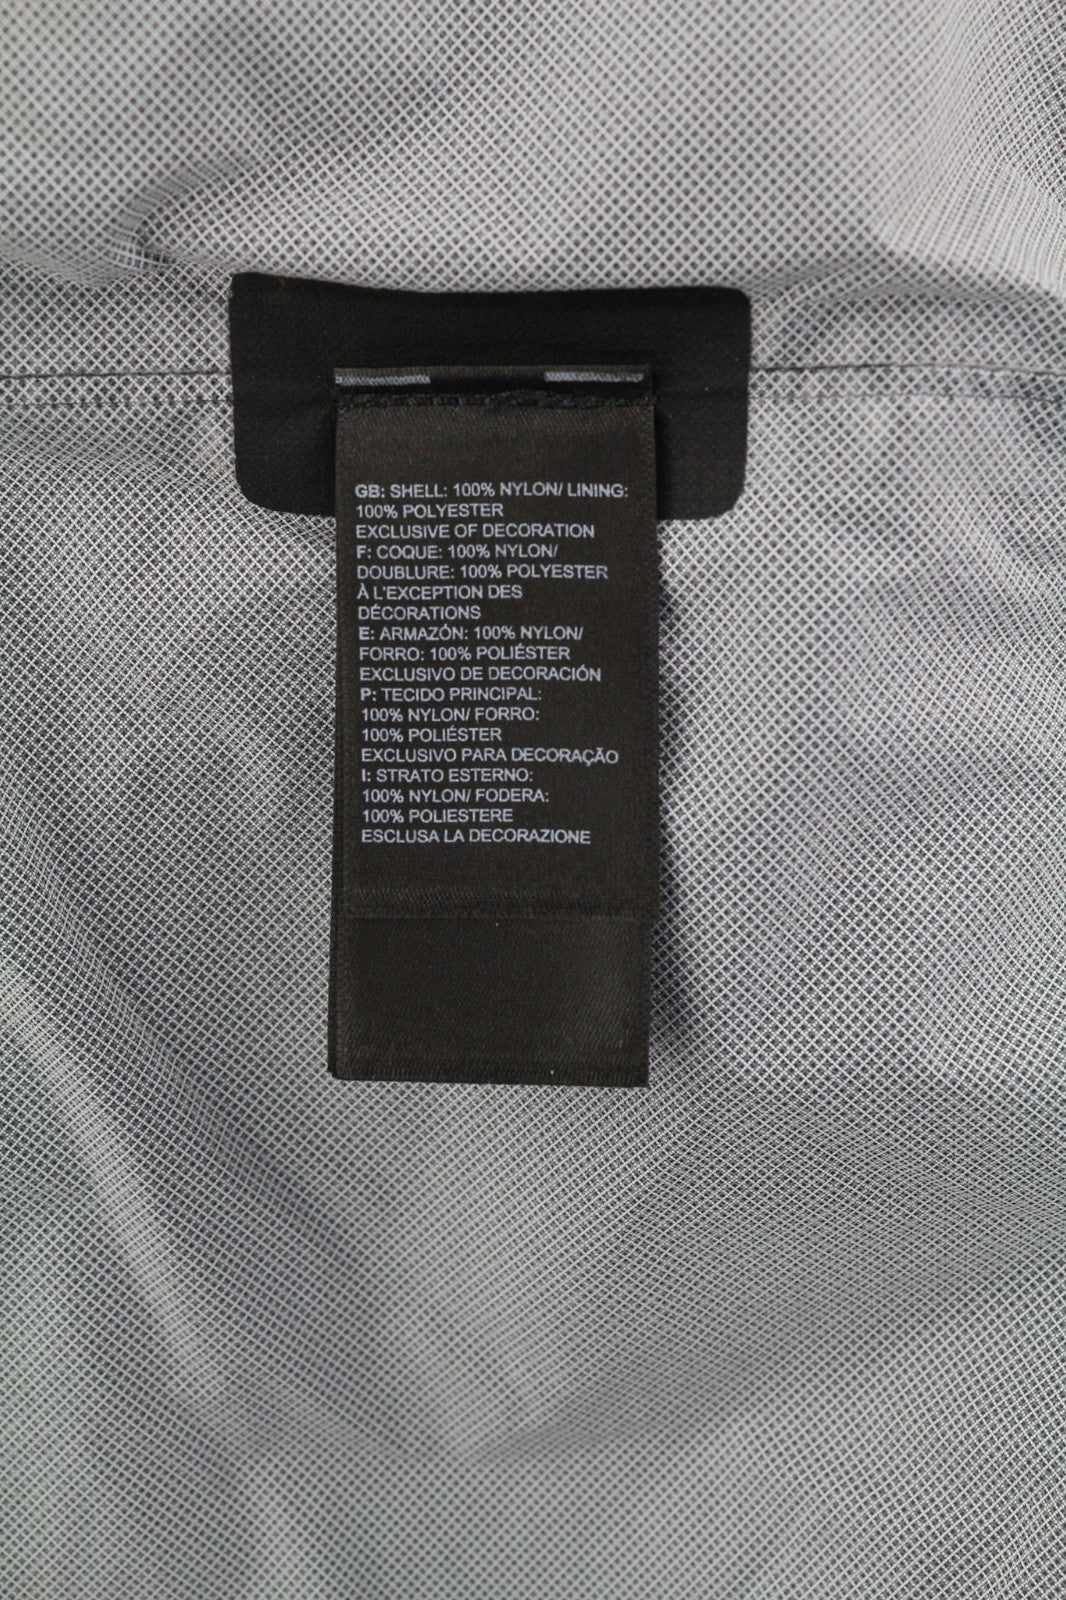 GB: SHELL: 100% NYLON/ LINING:
100% POLYESTER
EXCLUSIVE OF DECORATION
F: COQUE: 100% NYLON/
DOUBLURE: 100% POLYESTER
À L'EXCEPTION DES
DÉCORATIONS
E: ARMAZÓN: 100% NYLON/
FORRO: 100% POLIÉSTER
EXCLUSIVO DE DECORACIÓN
P: TECIDO PRINCIPAL:
100% NYLON/ FORRO:
100% POLIÉSTER
EXCLUSIVO PARA DECORAÇÃO
I: STRATO ESTERNO:
100% NYLON/ FODERA:
100% POLIESTERE
ESCLUSA LA DECORAZIONE